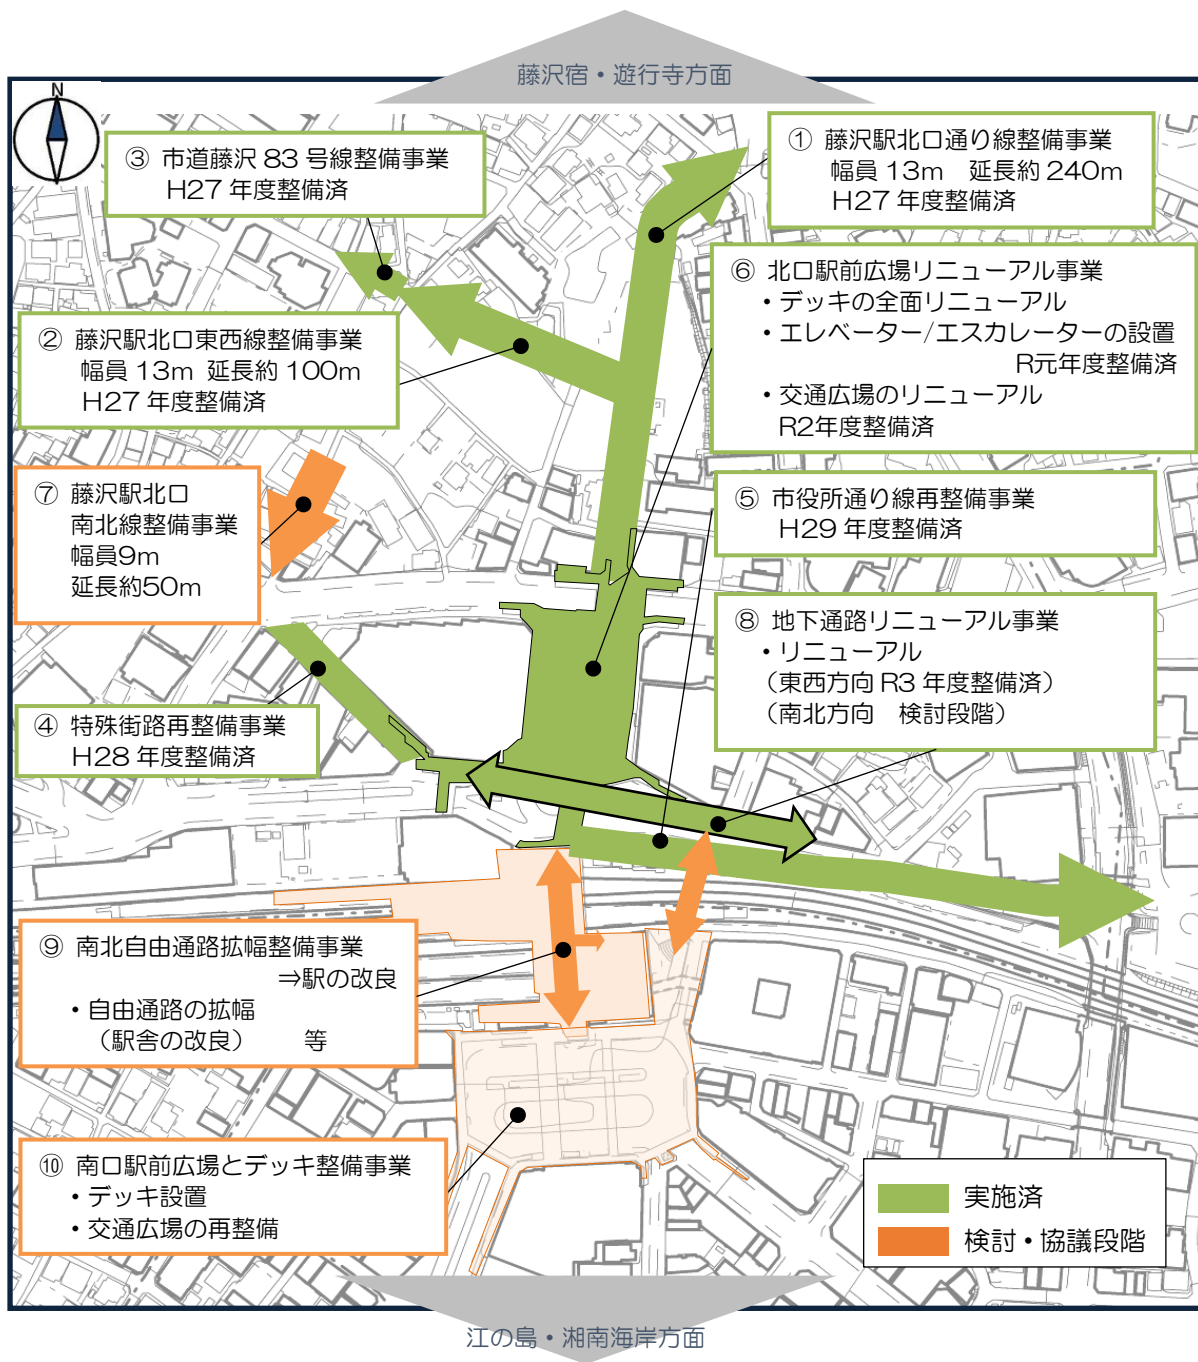 藤沢宿・遊行寺方面
N
③ 市道藤沢 83 号線整備事業
H27 年度整備済
① 藤沢駅北口通り線整備事業
幅員 13m 延長約 240m
H27 年度整備済
⑥ 北口駅前広場リニューアル事業
・デッキの全面リニューアル
・エレベーター/エスカレーターの設置
R元年度整備済
・交通広場のリニューアル
R2年度整備済
② 藤沢駅北口東西線整備事業
幅員 13m 延長約 100m
H27 年度整備済
⑦ 藤沢駅北口
南北線整備事業
幅員9m
延長約50m
⑤ 市役所通り線再整備事業
H29 年度整備済
⑧ 地下通路リニューアル事業
・リニューアル
（東西方向 R3 年度整備済）
（南北方向 検討段階）
④ 特殊街路再整備事業
H28 年度整備済
⑨ 南北自由通路拡幅整備事業
⇒駅の改良
・自由通路の拡幅
（駅舎の改良） 等
⑩ 南口駅前広場とデッキ整備事業
・デッキ設置
・交通広場の再整備
実施済
検討・協議段階
江の島・湘南海岸方面